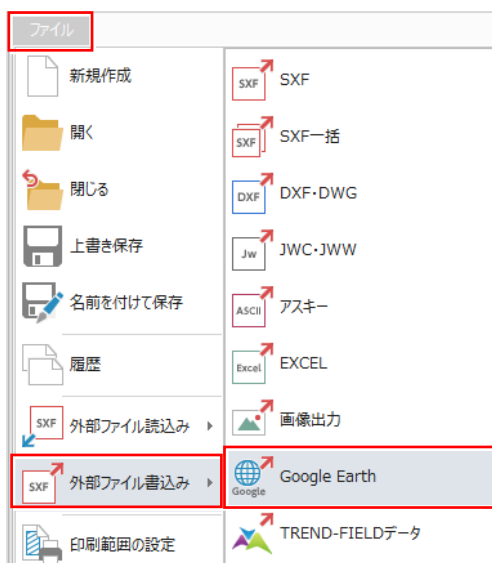 ファイル
新規作成
開く
閉じる
上書き保存
名前を付けて保存
履歴
SXF
外部ファイル読込み
SXF
外部ファイル書込み
印刷範囲の設定
SXF
SXF
SXF
SXF一括
DXF
DXF・DWG
Jw
JWC・JWW
ASCII
アスキー
Excel
EXCEL
画像出力
Google
Google Earth
TREND-FIELDデータ